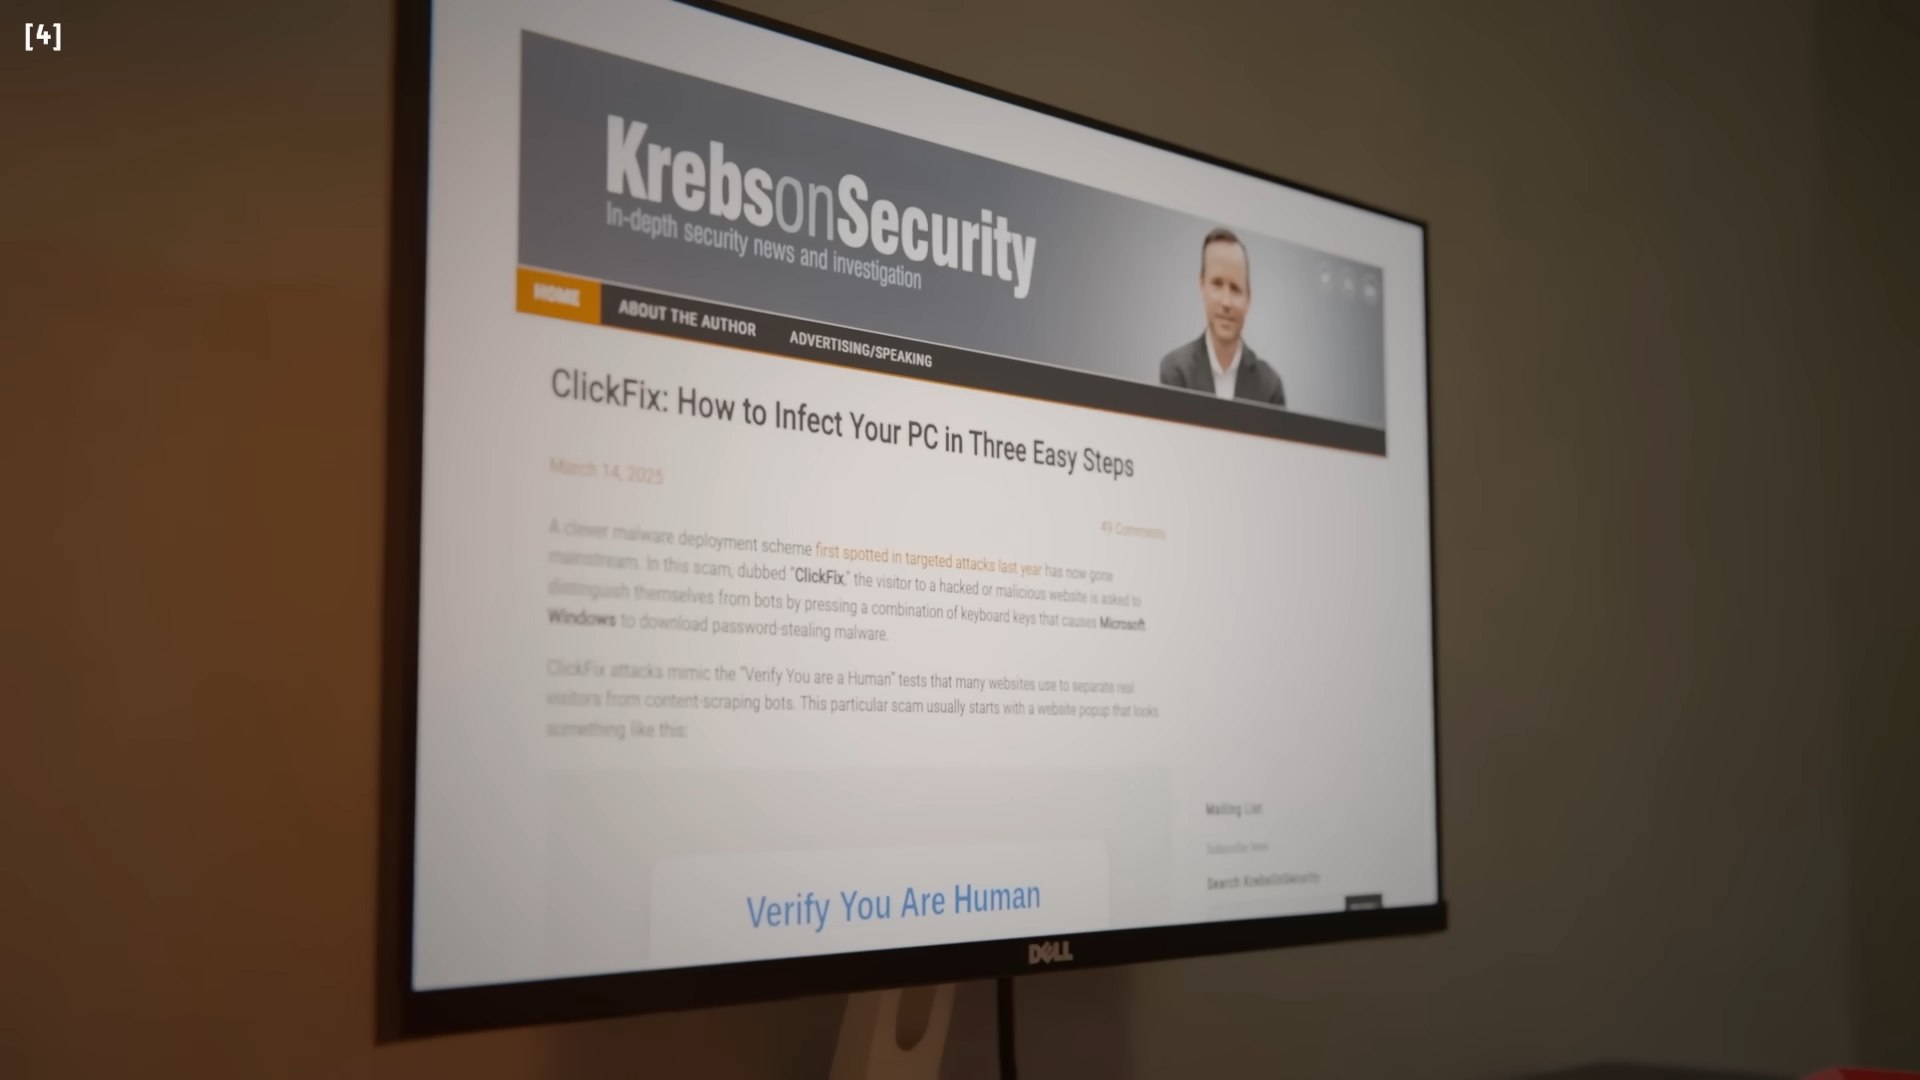 [4]
KrebsonSecurity
In-depth security news and investigation
HOME
ABOUT THE AUTHOR
ADVERTISING/SPEAKING
ClickFix: How to Infect Your PC in Three Easy Steps
March 14, 2025
49 Comments
A clever malware deployment scheme first spotted in targeted attacks last year has now gone
mainstream. In this scam, dubbed "ClickFix," the visitor to a hacked or malicious website is asked to
distinguish themselves from bots by pressing a combination of keyboard keys that causes Microsoft
Windows to download password-stealing malware.
ClickFix attacks mimic the "Verify You are a Human" tests that many websites use to separate real
visitors from content-scraping bots. This particular scam usually starts with a website popup that looks
something like this:
Mailing List
Subscribe here
Search KrebsOnSecurity
Verify You Are Human
DELL